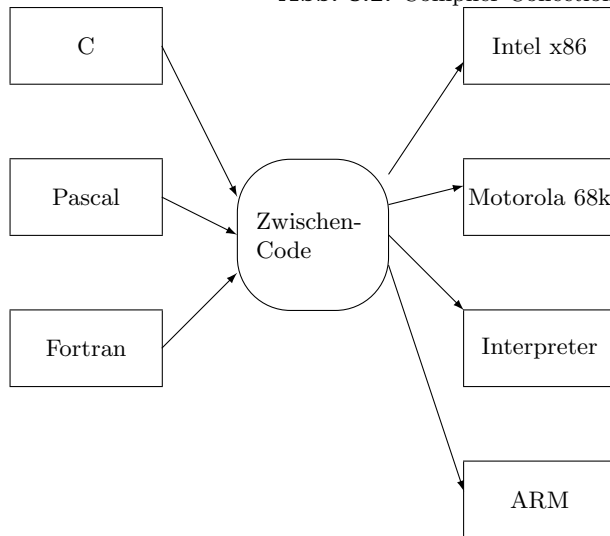 C
Intel x86
Pascal
Motorola 68k
Zwischen-
Code
Fortran
Interpreter
ARM